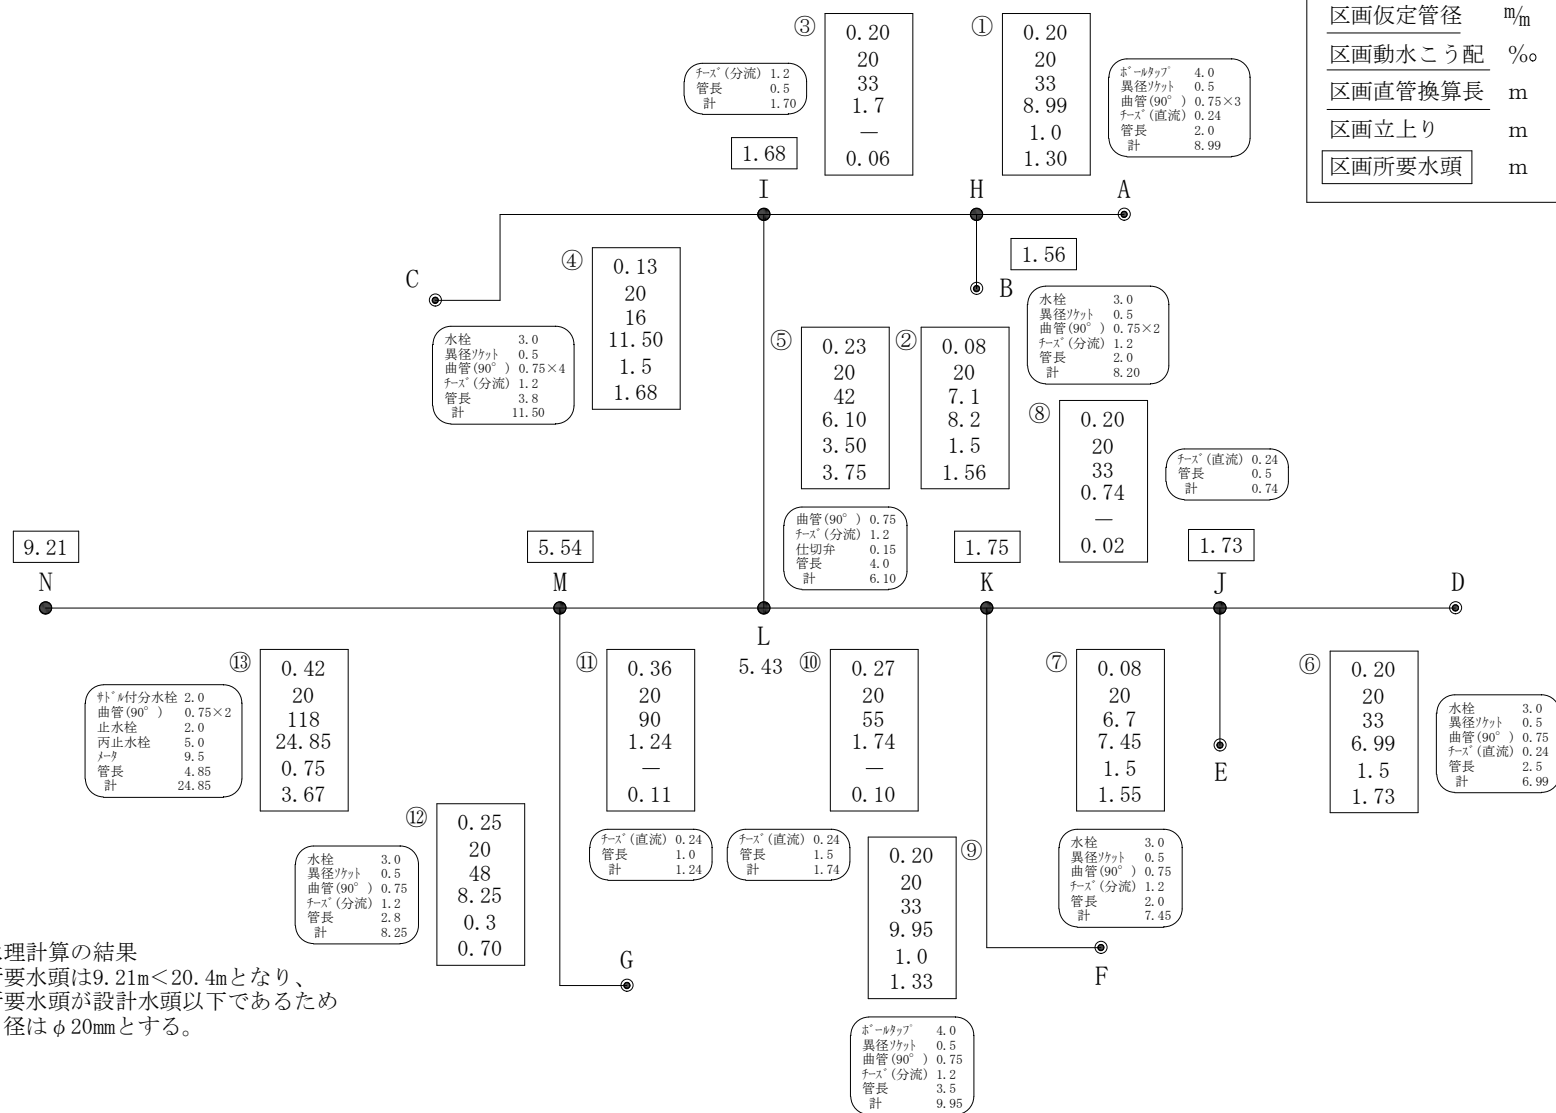 区画仮定管径 m/m
区画動水こう配 ‰
区画直管換算長 m
区画立上り m
区画所要水頭 m
③
0.20
20
33
1.7
—
0.06
チーズ(分流) 1.2
管長 0.5
計 1.70
①
0.20
20
33
8.99
1.0
1.30
ボールタップ 4.0
異径ソケット 0.5
曲管(90°) 0.75×3
チーズ(直流) 0.24
管長 2.0
計 8.99
1.68
I
H
A
C
④
0.13
20
16
11.50
1.5
1.68
水栓 3.0
異径ソケット 0.5
曲管(90°) 0.75×4
チーズ(分流) 1.2
管長 3.8
計 11.50
1.56
B
⑤
0.23
20
42
6.10
3.50
3.75
曲管(90°) 0.75
チーズ(分流) 1.2
仕切弁 0.15
管長 4.0
計 6.10
②
0.08
20
7.1
8.2
1.5
1.56
水栓 3.0
異径ソケット 0.5
曲管(90°) 0.75×2
チーズ(分流) 1.2
管長 2.0
計 8.20
⑧
0.20
20
33
0.74
—
0.02
チーズ(直流) 0.24
管長 0.5
計 0.74
9.21
N
5.54
M
L
5.43
1.75
K
1.73
J
D
⑬
0.42
20
118
24.85
0.75
3.67
サドル付分水栓 2.0
曲管(90°) 0.75×2
止水栓 2.0
丙止水栓 5.0
メータ 9.5
管長 4.85
計 24.85
⑪
0.36
20
90
1.24
—
0.11
チーズ(直流) 0.24
管長 1.0
計 1.24
⑩
0.27
20
55
1.74
—
0.10
チーズ(直流) 0.24
管長 1.5
計 1.74
⑦
0.08
20
6.7
7.45
1.5
1.55
水栓 3.0
異径ソケット 0.5
曲管(90°) 0.75
チーズ(分流) 1.2
管長 2.0
計 7.45
E
⑥
0.20
20
33
6.99
1.5
1.73
水栓 3.0
異径ソケット 0.5
曲管(90°) 0.75
チーズ(直流) 0.24
管長 2.5
計 6.99
⑫
0.25
20
48
8.25
0.3
0.70
水栓 3.0
異径ソケット 0.5
曲管(90°) 0.75
チーズ(分流) 1.2
管長 2.8
計 8.25
G
⑨
0.20
20
33
9.95
1.0
1.33
ボールタップ 4.0
異径ソケット 0.5
曲管(90°) 0.75
チーズ(分流) 1.2
管長 3.5
計 9.95
F
理計算の結果
要水頭は9.21m＜20.4mとなり、
要水頭が設計水頭以下であるため
径はφ20mmとする。